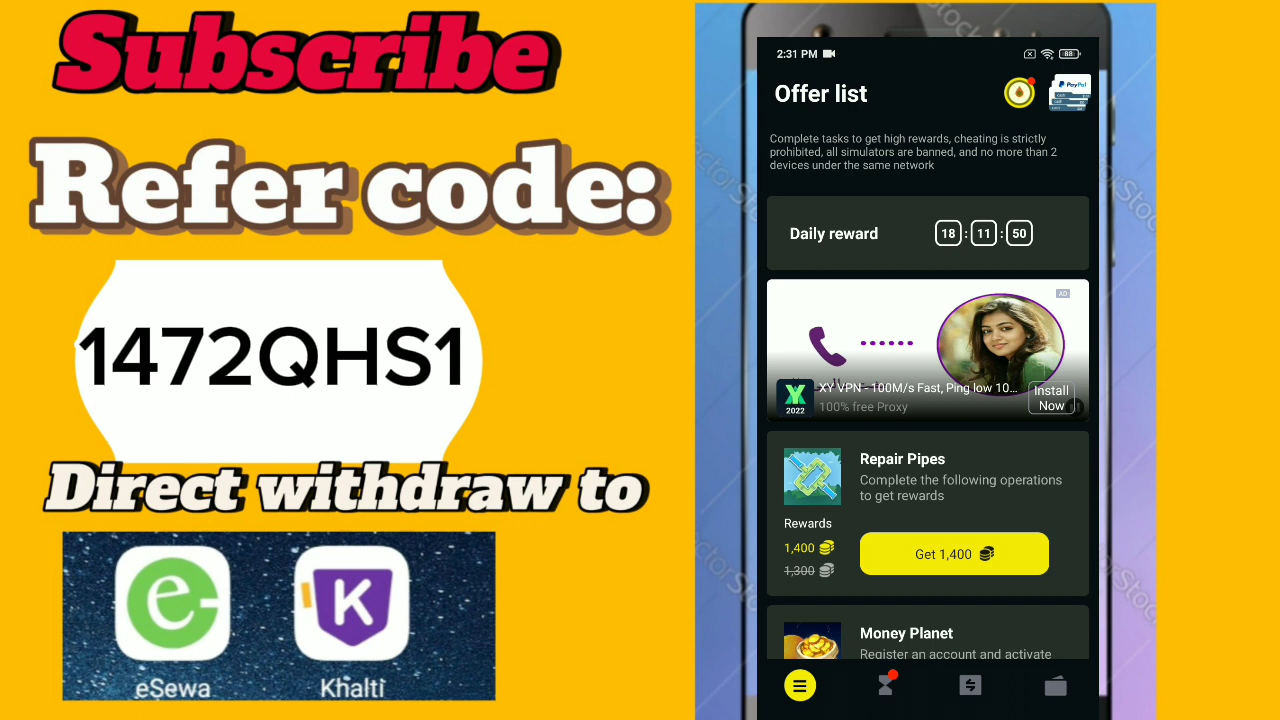 Subscribe
Refer code:
1472QHS1
Direct withdraw to
eSewa
Khalti
2:31 PM
88
Offer list
PayPal
Complete tasks to get high rewards, cheating is strictly
prohibited, all simulators are banned, and no more than 2
devices under the same network
Daily reward
18 : 11 : 50
AD
XY VPN - 100M/s Fast, Ping low 10...
100% free Proxy
2022
Install
Now
Repair Pipes
Complete the following operations
to get rewards
Rewards
1,400
1,300
Get 1,400
Money Planet
Register an account and activate